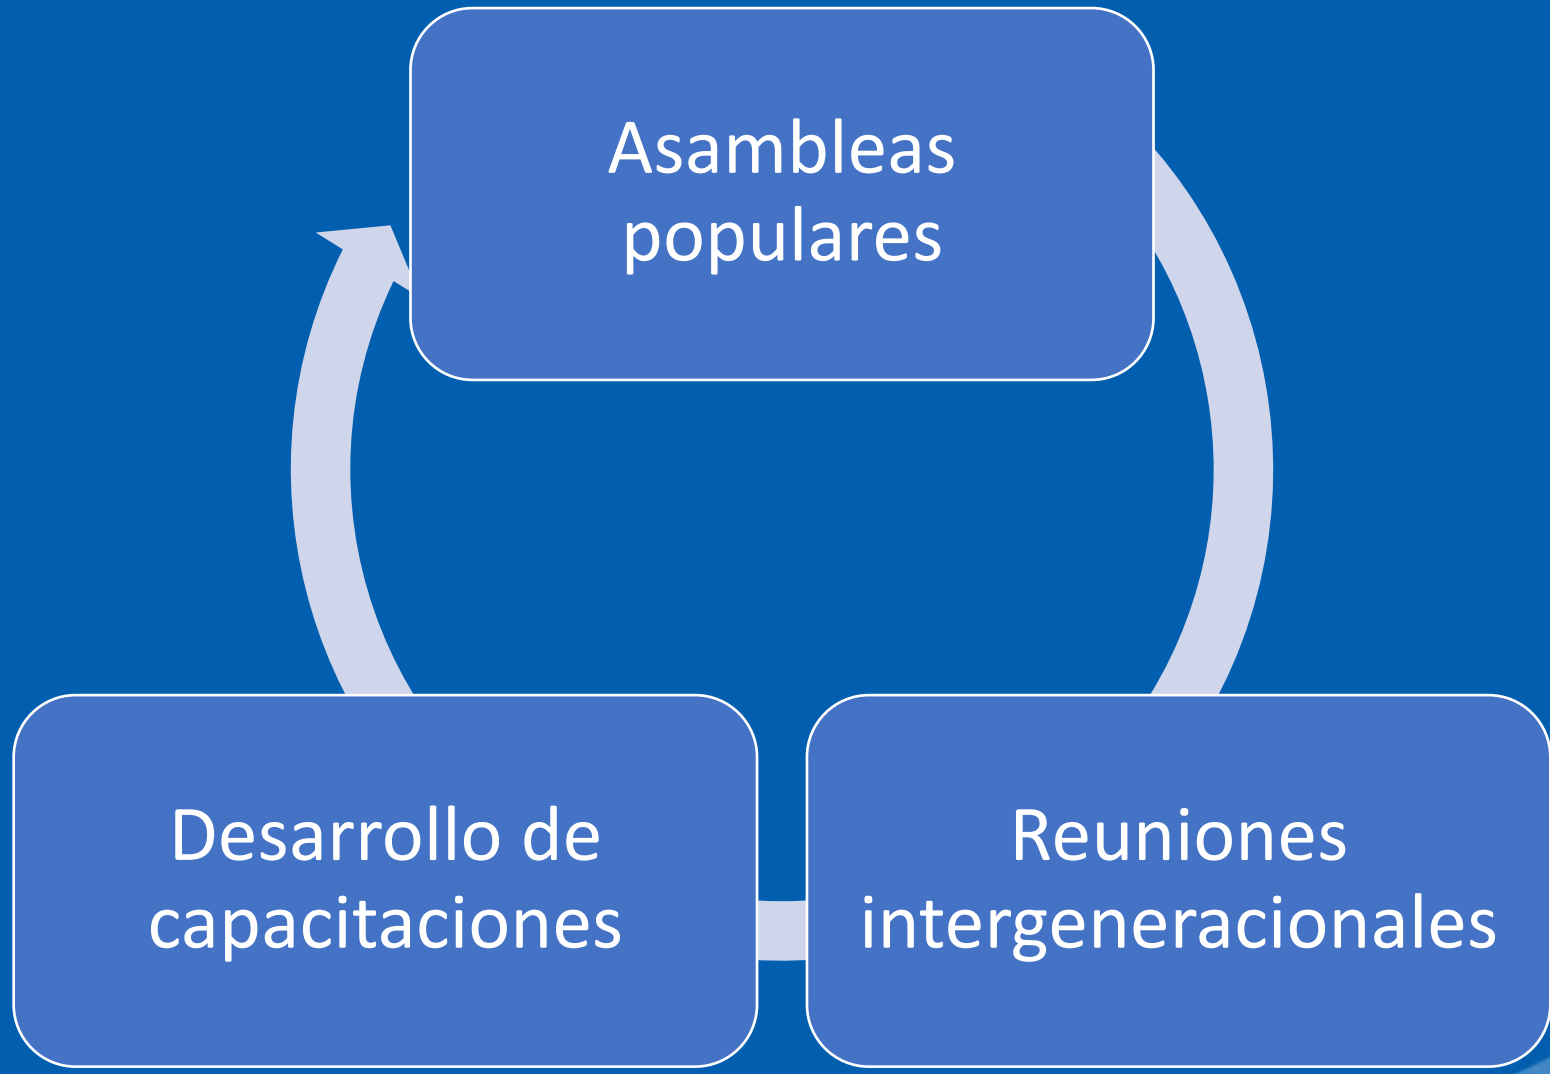 Asambleas
populares
Desarrollo de
capacitaciones
Reuniones
intergeneracionales